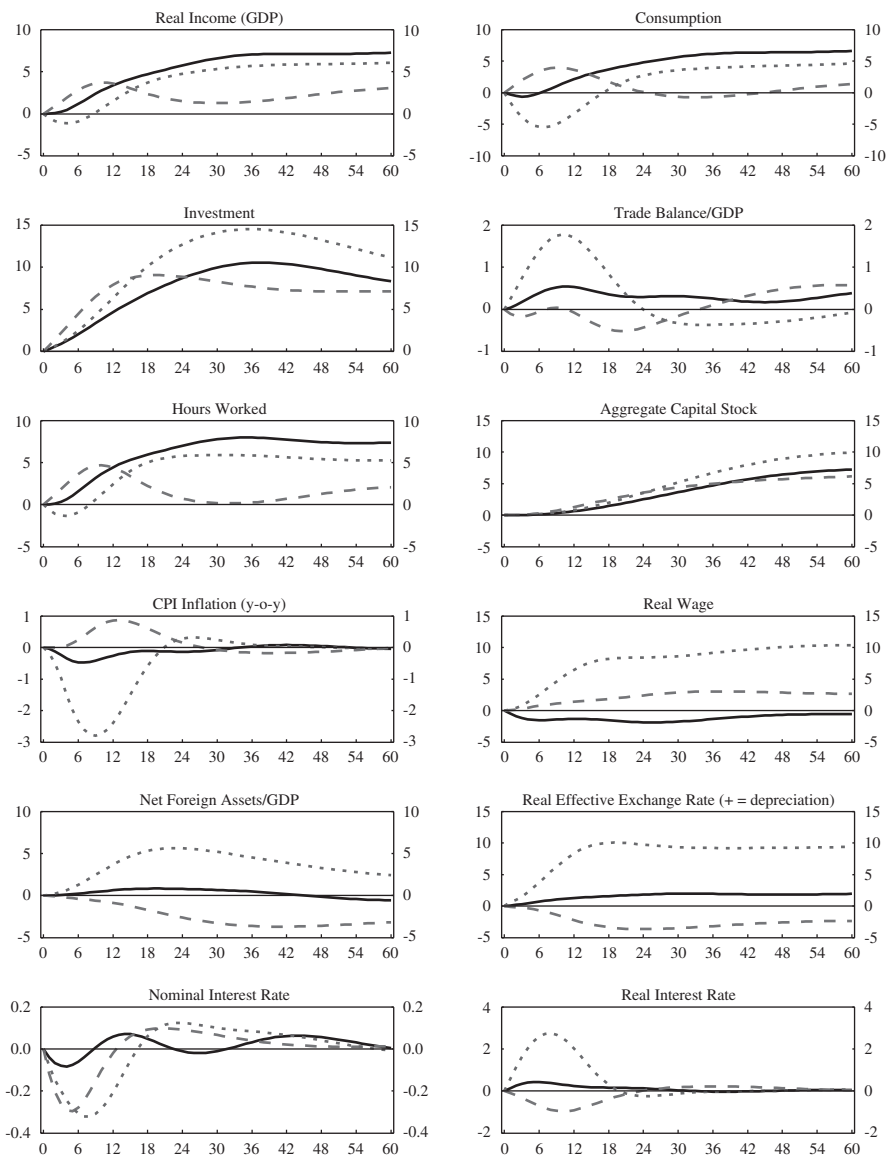 Real Income (GDP)
10 10
5 5
0 0
-5 -5
0 6 12 18 24 30 36 42 48 54 60
Consumption
10 10
5 5
0 0
-5 -5
-10 -10
0 6 12 18 24 30 36 42 48 54 60
Investment
15 15
10 10
5 5
0 0
0 6 12 18 24 30 36 42 48 54 60
Trade Balance/GDP
2 2
1 1
0 0
-1 -1
0 6 12 18 24 30 36 42 48 54 60
Hours Worked
10 10
5 5
0 0
-5 -5
0 6 12 18 24 30 36 42 48 54 60
Aggregate Capital Stock
15 15
10 10
5 5
0 0
-5 -5
0 6 12 18 24 30 36 42 48 54 60
CPI Inflation (y-o-y)
1 1
0 0
-1 -1
-2 -2
-3 -3
0 6 12 18 24 30 36 42 48 54 60
Real Wage
15 15
10 10
5 5
0 0
-5 -5
0 6 12 18 24 30 36 42 48 54 60
Net Foreign Assets/GDP
10 10
5 5
0 0
-5 -5
0 6 12 18 24 30 36 42 48 54 60
Real Effective Exchange Rate (+ = depreciation)
15 15
10 10
5 5
0 0
-5 -5
0 6 12 18 24 30 36 42 48 54 60
Nominal Interest Rate
0.2 0.2
0.0 0.0
-0.2 -0.2
-0.4 -0.4
0 6 12 18 24 30 36 42 48 54 60
Real Interest Rate
4 4
2 2
0 0
-2 -2
0 6 12 18 24 30 36 42 48 54 60